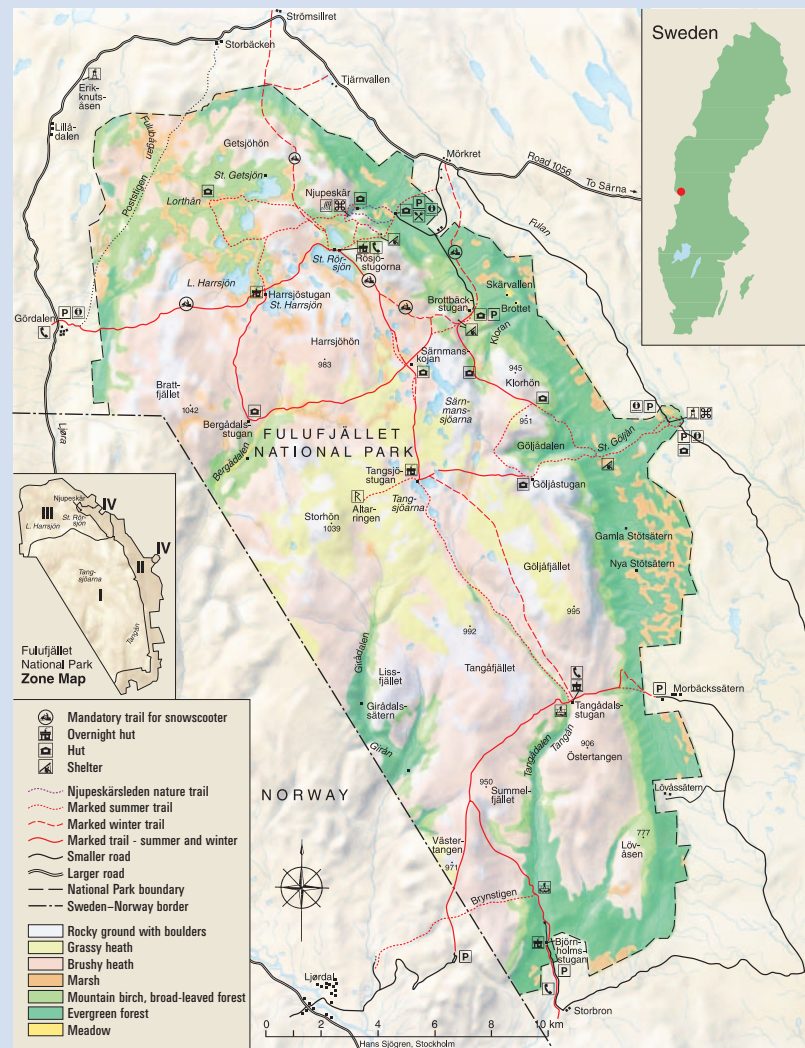 Strömsillret
Storbäcken
Tjärnvallen
Erik-
knuts-
åsen
Lillå-
dalen
Fulubågan
Poststigen
Getsjöhön
St. Getsjön
Lorthån
Njupeskär
Mörkret
Road 1056
To Särna
Fulan
P
St. Rör-
sjön
Rösjö-
stugorna
L. Harrsjön
Harrsjöstugan
St. Harrsjön
Gördalen
P
Skärvallen
Brottet
Brottbäck-
stugan
P
Kloran
Harrsjöhön
983
Särnmans-
kojan
945
Klorhön
Bratt-
fjället
1042
Särn-
mans-
sjöarna
951
Bergådals-
stugan
Bergådalen
FULUFJÄLLET
NATIONAL PARK
Göljådalen
St. Göljån
P
P
Tangsjö-
stugan
Göljåstugan
Tang-
sjöarna
R
Altar-
ringen
Storhön
1039
Ljøra
Gamla Stötsätern
Nya Stötsätern
Göljåfjället
995
992
Girådalen
Liss-
fjället
Tangåfjället
Girådals-
sätern
Girån
P
Morbäckssätern
Tangådals-
stugan
Tangådalen
Tangån
906
Östertangen
950
Summel-
fjället
Lövåssätern
NORWAY
Väster-
tangen
971
777
Löv-
åsen
Brynstigen
Björn-
holms-
stugan
P
P
Ljørdal
Storbron
0 2 4 6 8 10 km
Hans Sjögren, Stockholm
Sweden
Njupeskär
IV
III
St. Rör-
sjön
L. Harrsjön
IV
II
Tang-
sjöarna
I
Tangån
Fulufjället
National Park
Zone Map
Mandatory trail for snowscooter
Overnight hut
Hut
Shelter
Njupeskärsleden nature trail
Marked summer trail
Marked winter trail
Marked trail - summer and winter
Smaller road
Larger road
National Park boundary
Sweden–Norway border
Rocky ground with boulders
Grassy heath
Brushy heath
Marsh
Mountain birch, broad-leaved forest
Evergreen forest
Meadow